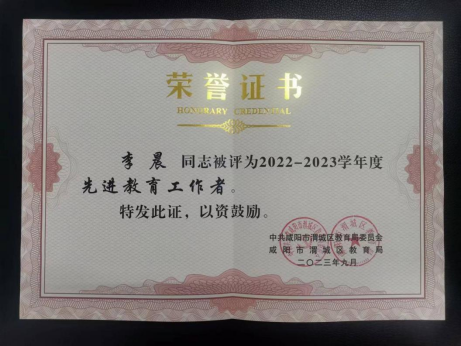 荣誉证书
HONORARY CREDENTIAL
李晨 同志被评为2022-2023学年度
先进教育工作者。
特发此证，以资鼓励。
中共咸阳市渭城区教育局委员会
咸阳市渭城区教育局
二〇二三年九月